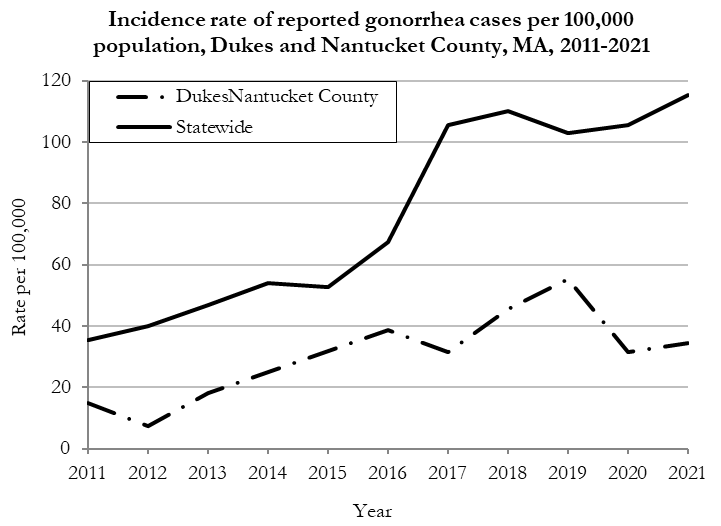 Incidence rate of reported gonorrhea cases per 100,000
population, Dukes and Nantucket County, MA, 2011-2021
120
100
80
60
40
20
0
DukesNantucket County
Statewide
Rate per 100,000
2011 2012 2013 2014 2015 2016 2017 2018 2019 2020 2021
Year